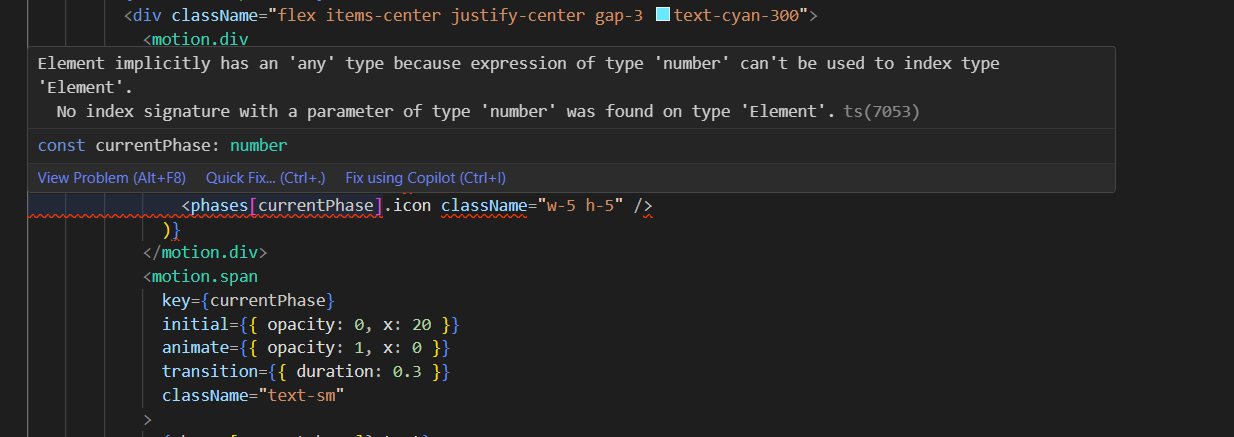 <div className="flex items-center justify-center gap-3 text-cyan-300">
<motion.div
Element implicitly has an 'any' type because expression of type 'number' can't be used to index type
'Element'.
No index signature with a parameter of type 'number' was found on type 'Element'. ts(7053)
const currentPhase: number
View Problem (Alt+F8) Quick Fix... (Ctrl+.) Fix using Copilot (Ctrl+I)
<phases[currentPhase].icon className="w-5 h-5" />
)}
</motion.div>
<motion.span
key={currentPhase}
initial={{ opacity: 0, x: 20 }}
animate={{ opacity: 1, x: 0 }}
transition={{ duration: 0.3 }}
className="text-sm"
>